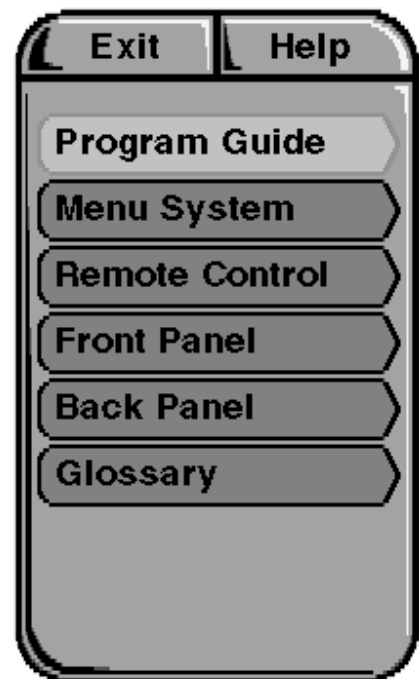 Exit Help
Program Guide
Menu System
Remote Control
Front Panel
Back Panel
Glossary